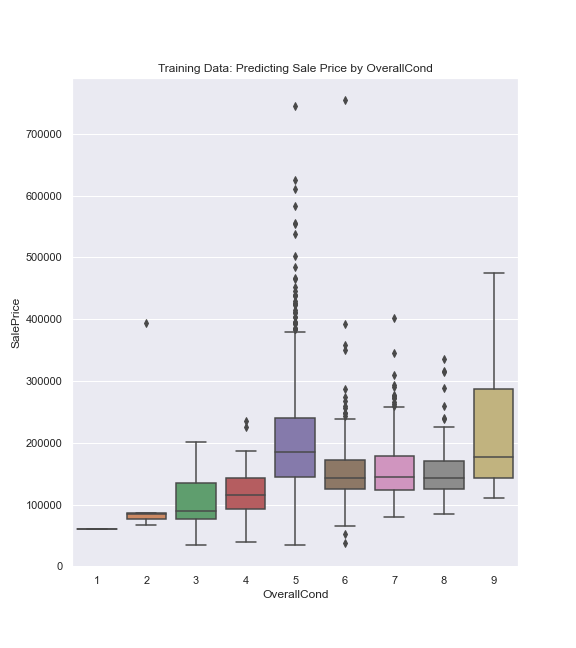 Training Data: Predicting Sale Price by OverallCond
SalePrice
700000
600000
500000
400000
300000
200000
100000
0
1 2 3 4 5 6 7 8 9
OverallCond